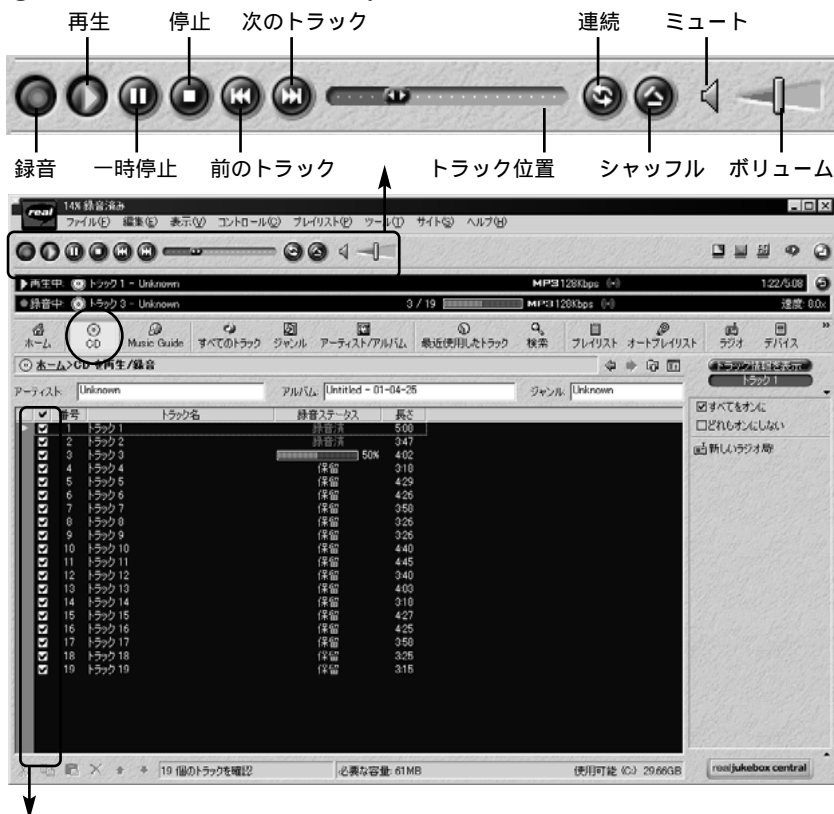 再生 停止 次のトラック 連続 ミュート
録音 一時停止 前のトラック トラック位置 シャッフル ボリューム
real 14% 録音済み
ファイル(F) 編集(E) 表示(V) コントロール(C) プレイリスト(P) ツール(T) サイト(S) ヘルプ(H)
再生中: トラック 1 - Unknown MP3 128Kbps 1:22/5:08
録音中: トラック 3 - Unknown 3 / 19 MP3 128Kbps 速度: 8.0x
ホーム CD Music Guide すべてのトラック ジャンル アーティスト/アルバム 最近使用したトラック 検索 プレイリスト オートプレイリスト ラジオ デバイス »
ホーム>CD を再生/録音 トラック情報を表示
トラック 1
アーティスト: Unknown アルバム: Untitled - 01-04-25 ジャンル: Unknown
番号 トラック名 録音ステータス 長さ
1 トラック 1 録音済 5:08
2 トラック 2 録音済 3:47
3 トラック 3 50% 4:02
4 トラック 4 保留 3:18
5 トラック 5 保留 4:29
6 トラック 6 保留 4:26
7 トラック 7 保留 3:58
8 トラック 8 保留 3:26
9 トラック 9 保留 3:26
10 トラック 10 保留 4:40
11 トラック 11 保留 4:45
12 トラック 12 保留 3:40
13 トラック 13 保留 4:03
14 トラック 14 保留 3:18
15 トラック 15 保留 4:27
16 トラック 16 保留 4:25
17 トラック 17 保留 3:58
18 トラック 18 保留 3:25
19 トラック 19 保留 3:15
すべてをオンに
どれもオンにしない
新しいラジオ局!
19 個のトラックを確認 必要な容量: 61MB 使用可能 (C:) 29.66GB realjukebox central